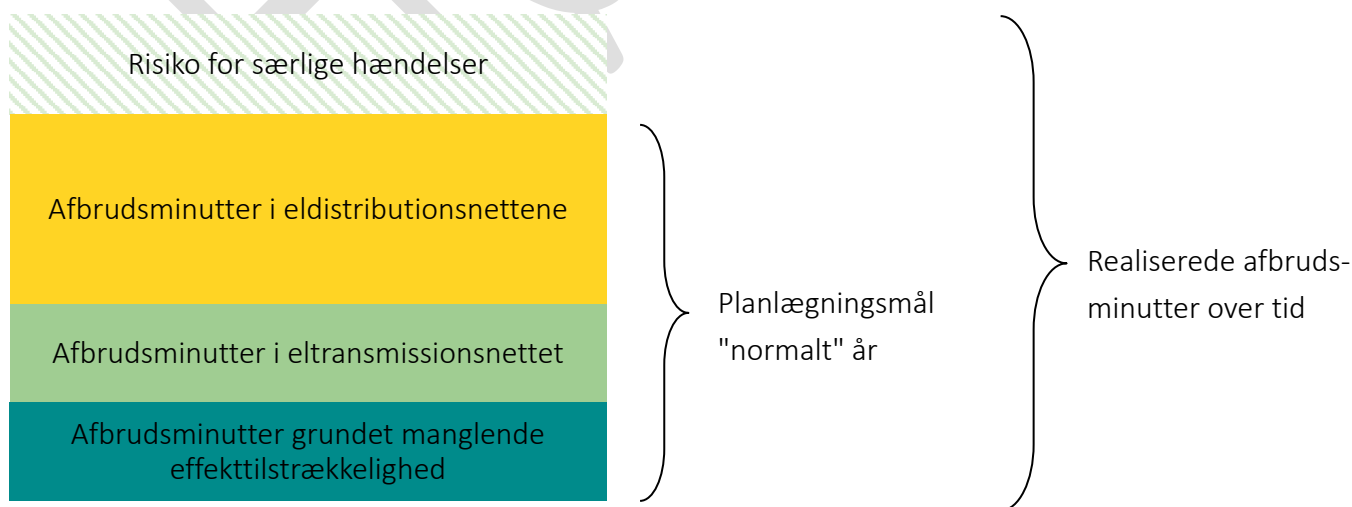 Risiko for særlige hændelser
Afbrudsminutter i eldistributionsnettene
Afbrudsminutter i eltransmissionsnettet
Afbrudsminutter grundet manglende
effekttilstrækkelighed
Planlægningsmål
"normalt" år
Realiserede afbruds-
minutter over tid